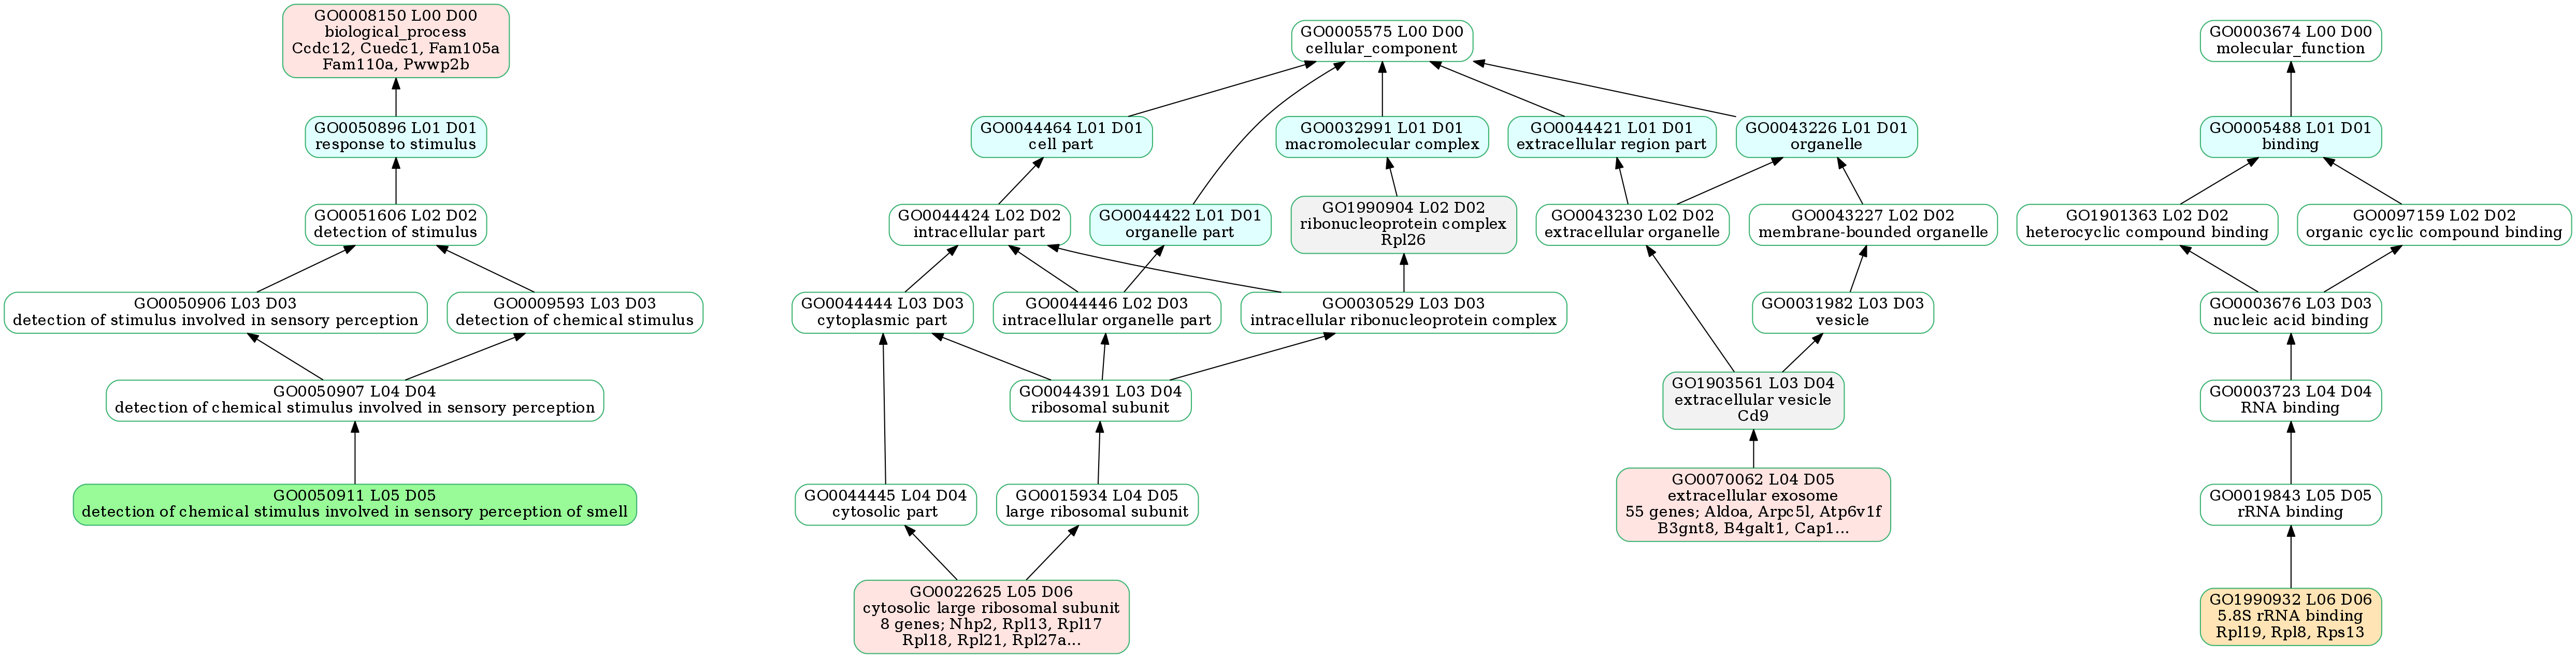 GO0008150 L00 D00
biological_process
Ccdc12, Cuedc1, Fam105a
Fam110a, Pwwp2b
GO0050896 L01 D01
response to stimulus
GO0051606 L02 D02
detection of stimulus
GO0050906 L03 D03
detection of stimulus involved in sensory perception
GO0009593 L03 D03
detection of chemical stimulus
GO0050907 L04 D04
detection of chemical stimulus involved in sensory perception
GO0050911 L05 D05
detection of chemical stimulus involved in sensory perception of smell
GO0005575 L00 D00
cellular_component
GO0044464 L01 D01
cell part
GO0032991 L01 D01
macromolecular complex
GO0044421 L01 D01
extracellular region part
GO0043226 L01 D01
organelle
GO0044424 L02 D02
intracellular part
GO0044422 L01 D01
organelle part
GO1990904 L02 D02
ribonucleoprotein complex
Rpl26
GO0043230 L02 D02
extracellular organelle
GO0043227 L02 D02
membrane-bounded organelle
GO0044444 L03 D03
cytoplasmic part
GO0044446 L02 D03
intracellular organelle part
GO0030529 L03 D03
intracellular ribonucleoprotein complex
GO0031982 L03 D03
vesicle
GO0044391 L03 D04
ribosomal subunit
GO1903561 L03 D04
extracellular vesicle
Cd9
GO0044445 L04 D04
cytosolic part
GO0015934 L04 D05
large ribosomal subunit
GO0070062 L04 D05
extracellular exosome
55 genes; Aldoa, Arpc5l, Atp6v1f
B3gnt8, B4galt1, Cap1...
GO0022625 L05 D06
cytosolic large ribosomal subunit
8 genes; Nhp2, Rpl13, Rpl17
Rpl18, Rpl21, Rpl27a...
GO0003674 L00 D00
molecular_function
GO0005488 L01 D01
binding
GO1901363 L02 D02
heterocyclic compound binding
GO0097159 L02 D02
organic cyclic compound binding
GO0003676 L03 D03
nucleic acid binding
GO0003723 L04 D04
RNA binding
GO0019843 L05 D05
rRNA binding
GO1990932 L06 D06
5.8S rRNA binding
Rpl19, Rpl8, Rps13